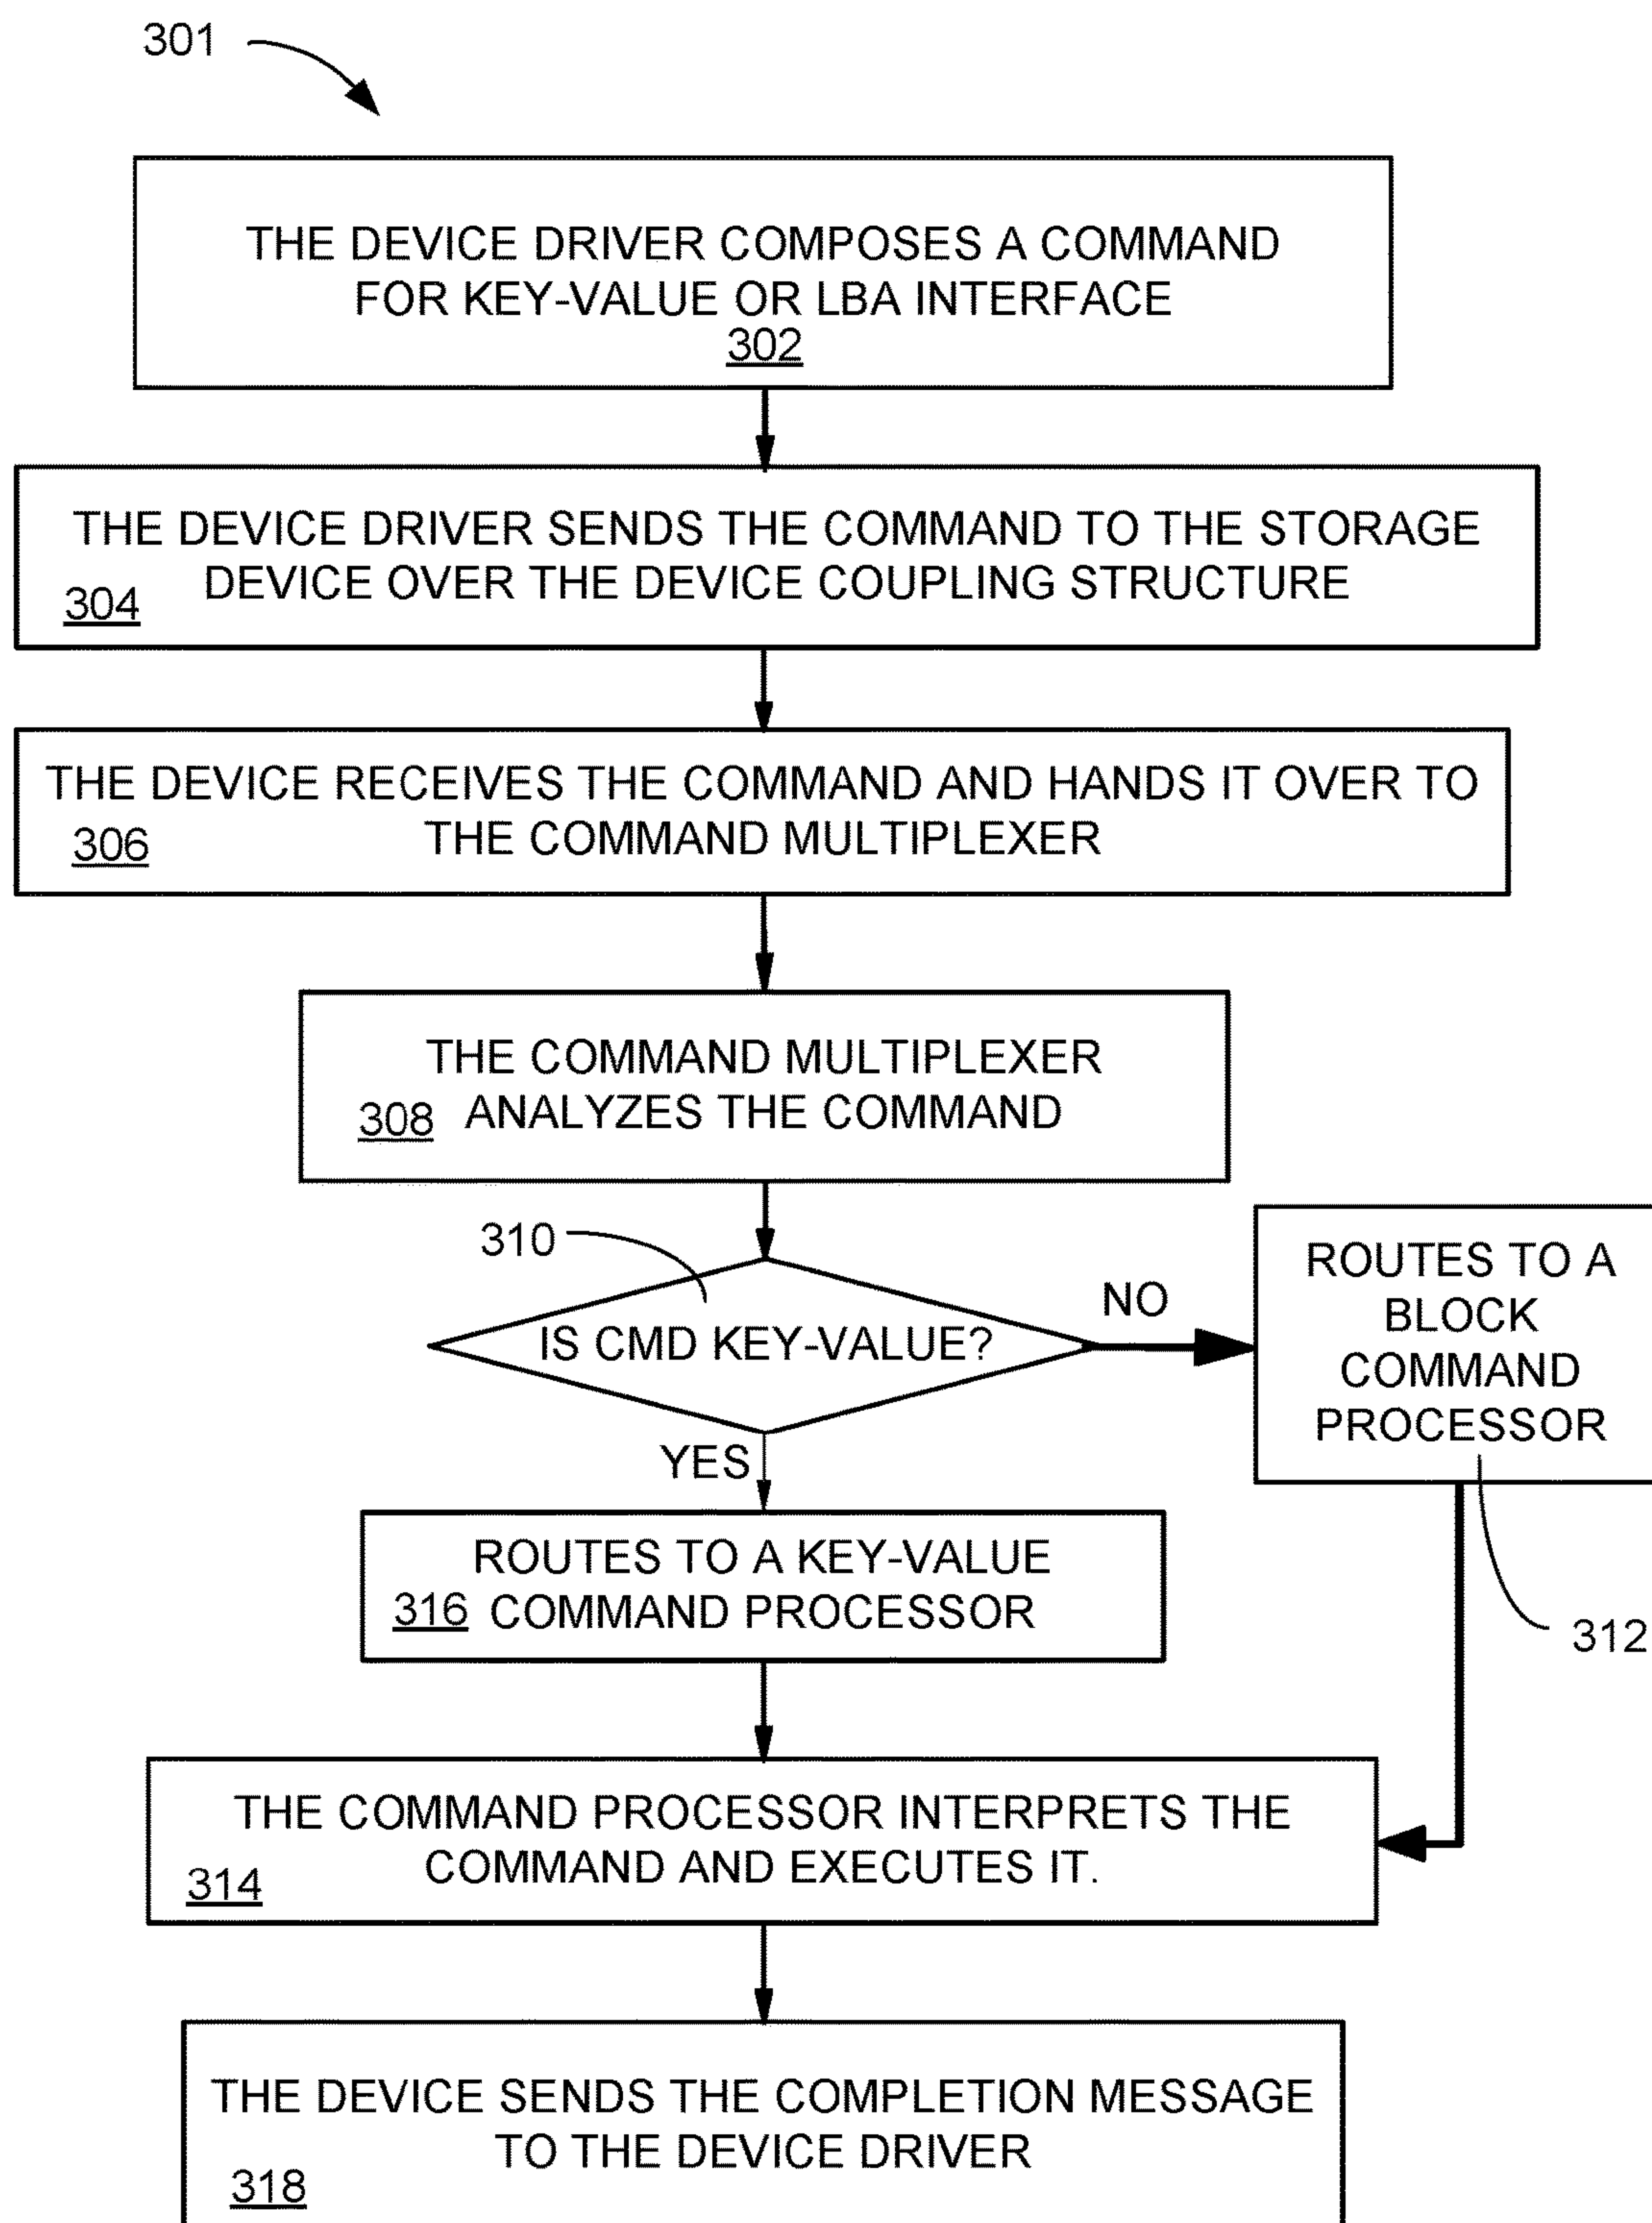 301
THE DEVICE DRIVER COMPOSES A COMMAND
FOR KEY-VALUE OR LBA INTERFACE
302
THE DEVICE DRIVER SENDS THE COMMAND TO THE STORAGE
DEVICE OVER THE DEVICE COUPLING STRUCTURE
304
THE DEVICE RECEIVES THE COMMAND AND HANDS IT OVER TO
THE COMMAND MULTIPLEXER
306
THE COMMAND MULTIPLEXER
308 ANALYZES THE COMMAND
310
IS CMD KEY-VALUE?
NO
ROUTES TO A
BLOCK
COMMAND
PROCESSOR
312
YES
ROUTES TO A KEY-VALUE
316 COMMAND PROCESSOR
THE COMMAND PROCESSOR INTERPRETS THE
COMMAND AND EXECUTES IT.
314
THE DEVICE SENDS THE COMPLETION MESSAGE
TO THE DEVICE DRIVER
318